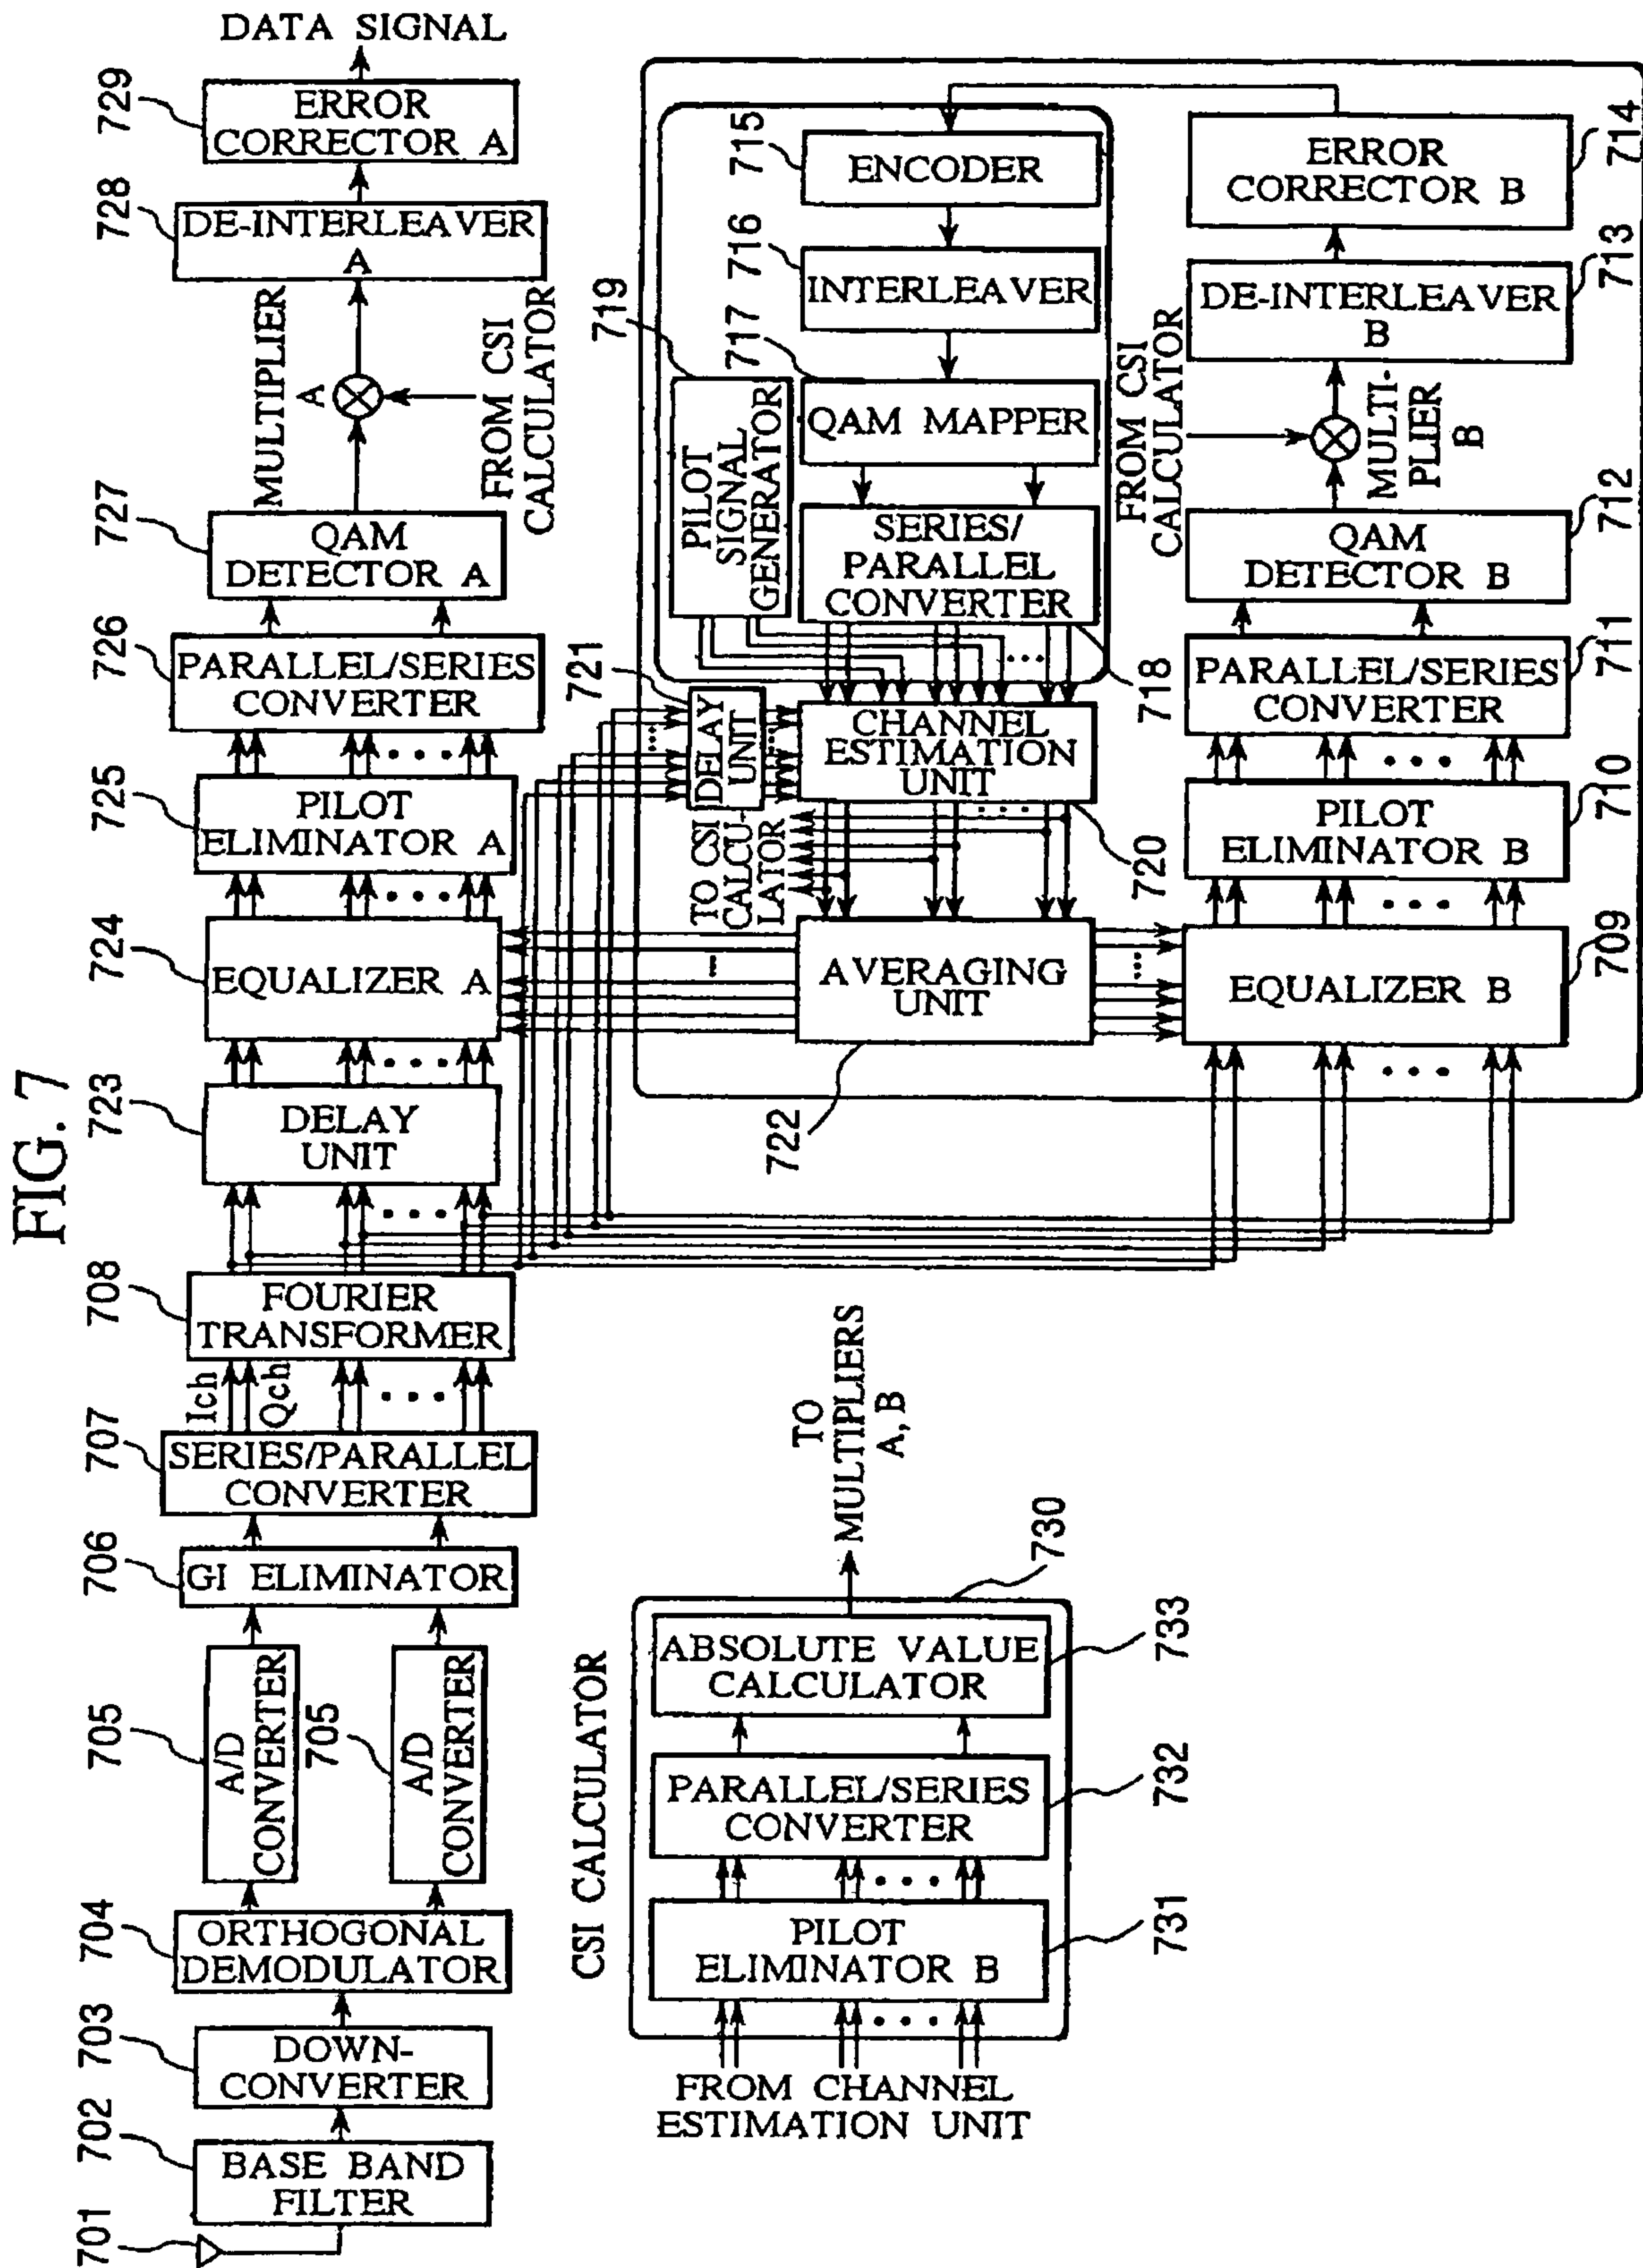 FIG. 7
701
702
BASE BAND
FILTER
703
DOWN-
CONVERTER
704
ORTHOGONAL
DEMODULATOR
705
A/D
CONVERTER
705
A/D
CONVERTER
706
GI ELIMINATOR
707
SERIES/PARALLEL
CONVERTER
Ich
Qch
708
FOURIER
TRANSFORMER
723
DELAY
UNIT
724
EQUALIZER A
725
PILOT
ELIMINATOR A
726
PARALLEL/SERIES
CONVERTER
727
QAM
DETECTOR A
MULTIPLIER
A
FROM CSI
CALCULATOR
728
DE-INTERLEAVER
A
729
ERROR
CORRECTOR A
DATA SIGNAL
722
AVERAGING
UNIT
TO CSI
CALCU-
LATOR
721
DELAY
UNIT
CHANNEL
ESTIMATION
UNIT
720
719
PILOT
SIGNAL
GENERATOR
SERIES/
PARALLEL
CONVERTER
718
717
QAM MAPPER
716
INTERLEAVER
715
ENCODER
EQUALIZER B
709
PILOT
ELIMINATOR B
710
PARALLEL/SERIES
CONVERTER
711
QAM
DETECTOR B
712
FROM CSI
CALCULATOR
MULTI-
PLIER
B
DE-INTERLEAVER
B
713
ERROR
CORRECTOR B
714
CSI CALCULATOR
FROM CHANNEL
ESTIMATION UNIT
PILOT
ELIMINATOR B
731
PARALLEL/SERIES
CONVERTER
732
ABSOLUTE VALUE
CALCULATOR
733
730
TO
MULTIPLIERS
A, B